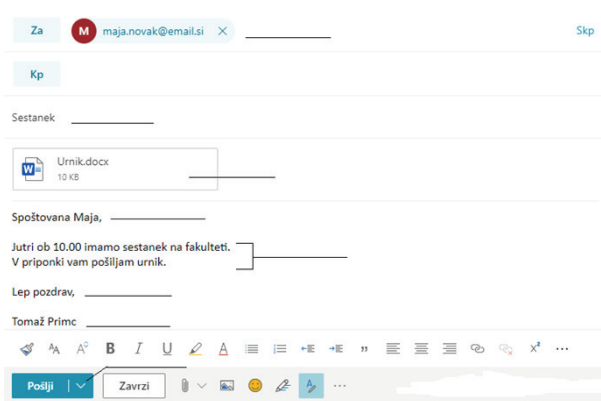 Za M maja.novak@email.si Skp
Kp
Sestanek
Urnik.docx
10 KB
Spoštovana Maja,
Jutri ob 10.00 imamo sestanek na fakulteti.
V priponki vam pošiljam urnik.
Lep pozdrav,
Tomaž Primc
Pošlji Zavrzi